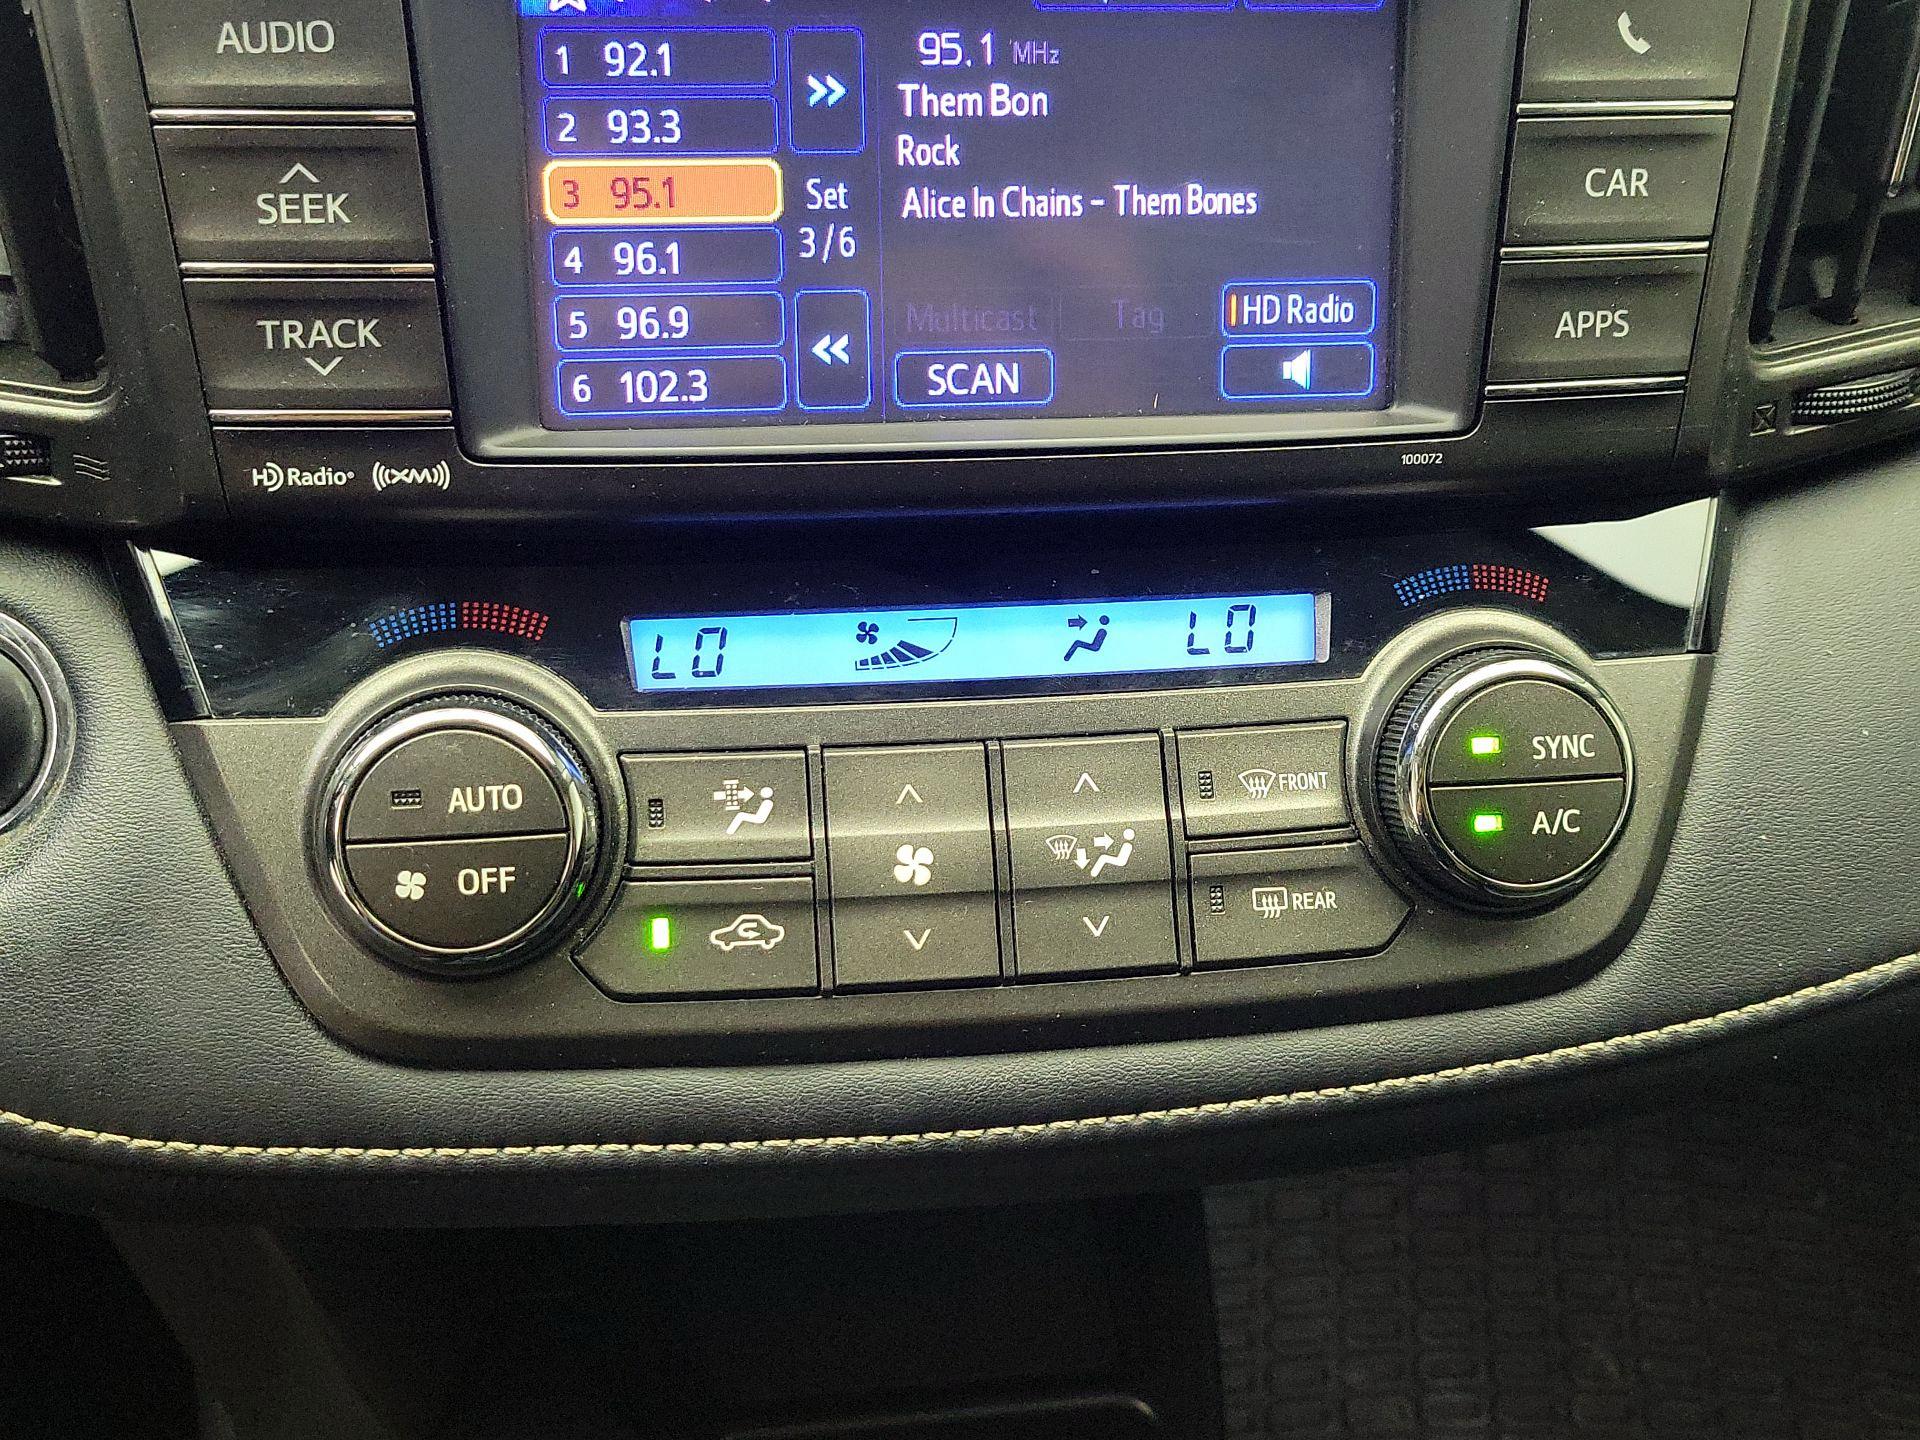 AUDIO
SEEK
TRACK
HD Radio®
((XM))
1 92.1
2 93.3
3 95.1
4 96.1
5 96.9
6 102.3
Set
3/6
95.1 MHz
Them Bon
Rock
Alice In Chains - Them Bones
Multicast
Tag
HD Radio
SCAN
CAR
APPS
100072
LO
LO
AUTO
OFF
FRONT
REAR
SYNC
A/C